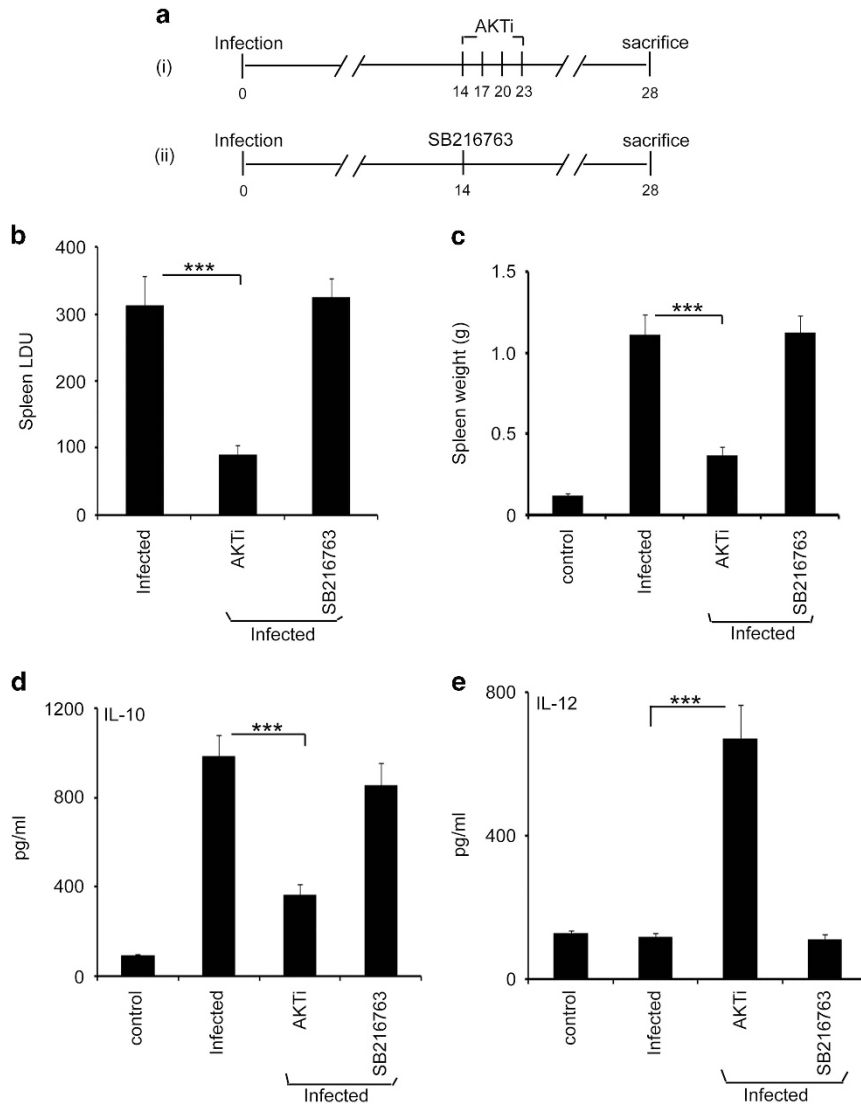 a
AKTi
Infection
sacrifice
(i)
0
14 17 20 23
28
Infection
SB216763
sacrifice
(ii)
0
14
28
b
400
300
200
100
0
Spleen LDU
***
Infected
AKTi
SB216763
Infected
c
1.5
1.0
0.5
0
Spleen weight (g)
***
control
Infected
AKTi
SB216763
Infected
d
1200
800
400
0
pg/ml
IL-10
***
control
Infected
AKTi
SB216763
Infected
e
800
400
0
pg/ml
IL-12
***
control
Infected
AKTi
SB216763
Infected